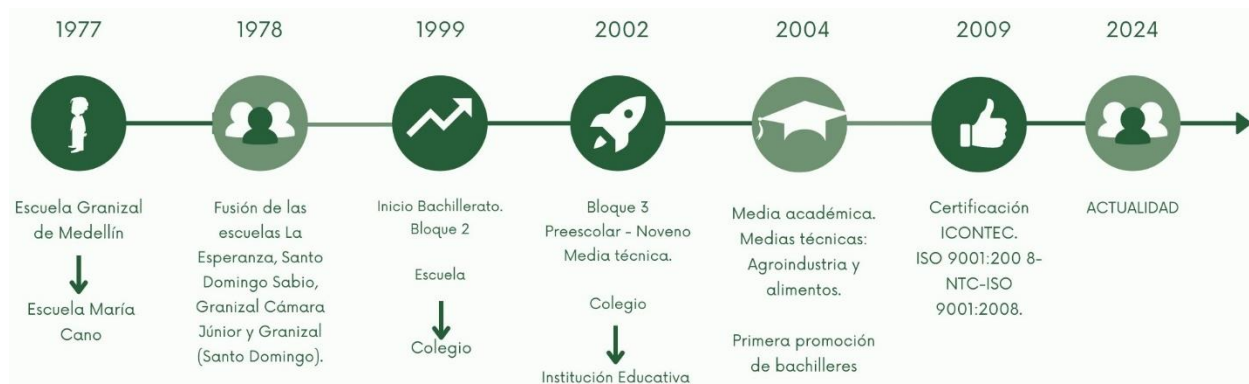 1977
Escuela Granizal
de Medellín
Escuela María
Cano
1978
Fusión de las
escuelas La
Esperanza, Santo
Domingo Sabio,
Granizal Cámara
Júnior y Granizal
(Santo Domingo).
1999
Inicio Bachillerato.
Bloque 2
Escuela
Colegio
2002
Bloque 3
Preescolar - Noveno
Media técnica.
Colegio
Institución Educativa
2004
Media académica.
Medias técnicas:
Agroindustria y
alimentos.
Primera promoción
de bachilleres
2009
Certificación
ICONTEC.
ISO 9001:200 8-
NTC-ISO
9001:2008.
2024
ACTUALIDAD